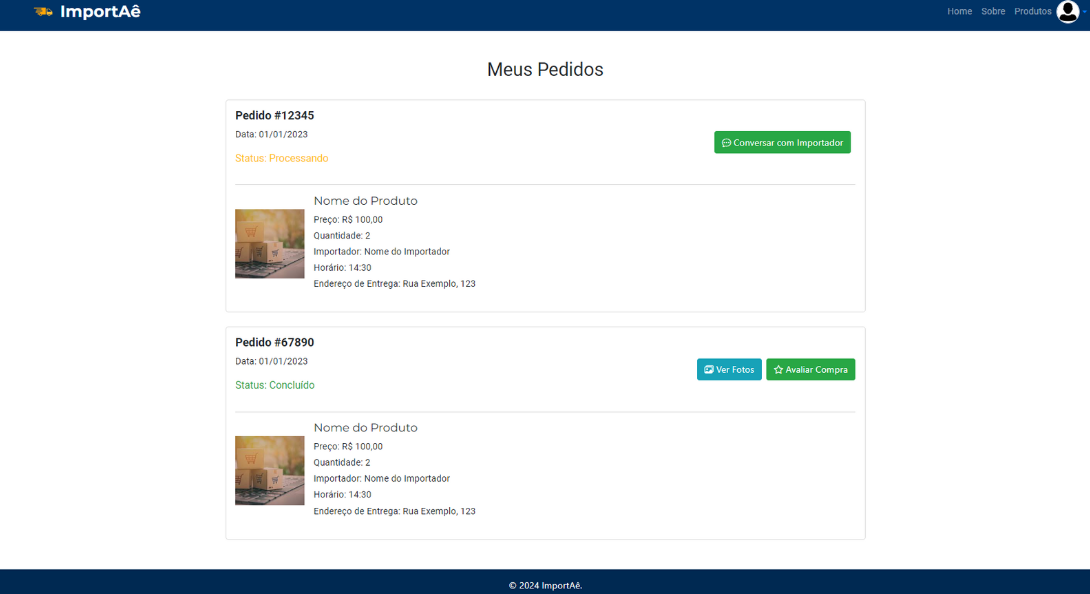 ImportAê
Home Sobre Produtos
Meus Pedidos
Pedido #12345
Data: 01/01/2023
Conversar com Importador
Status: Processando
Nome do Produto
Preço: R$ 100,00
Quantidade: 2
Importador: Nome do Importador
Horário: 14:30
Endereço de Entrega: Rua Exemplo, 123
Pedido #67890
Data: 01/01/2023
Ver Fotos Avaliar Compra
Status: Concluído
Nome do Produto
Preço: R$ 100,00
Quantidade: 2
Importador: Nome do Importador
Horário: 14:30
Endereço de Entrega: Rua Exemplo, 123
© 2024 ImportAê.